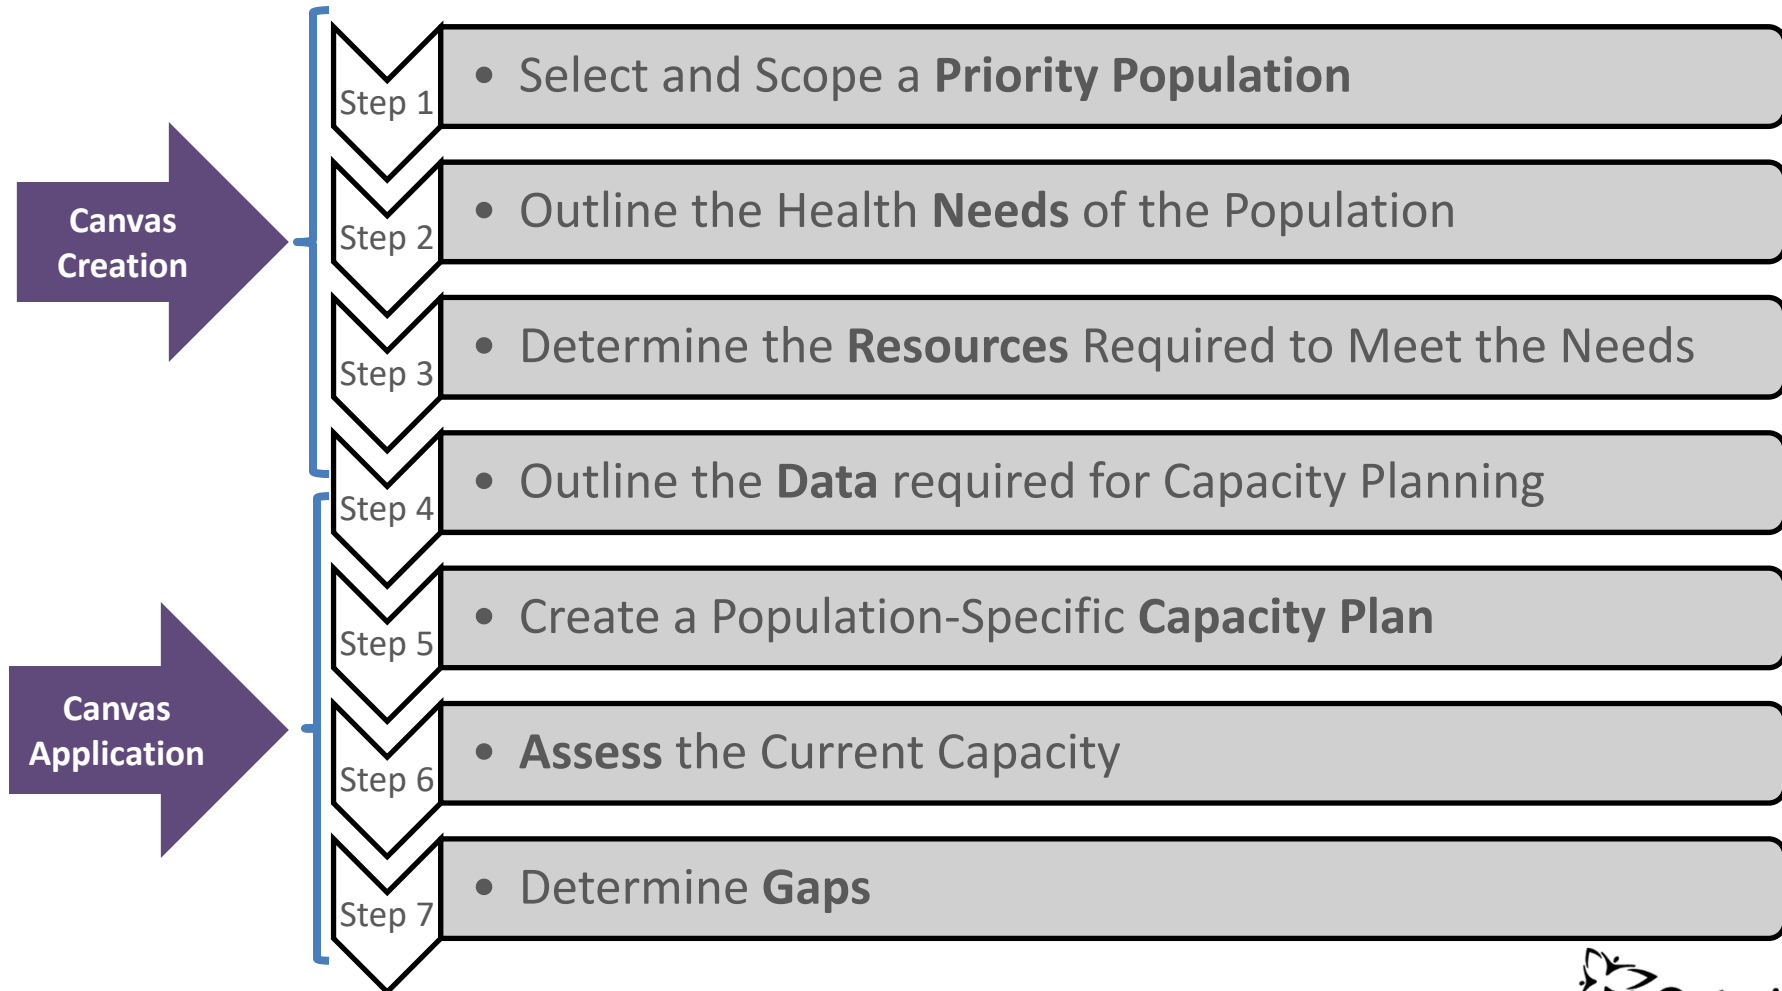 Step 1
• Select and Scope a Priority Population
Canvas
Creation
Step 2
• Outline the Health Needs of the Population
Step 3
• Determine the Resources Required to Meet the Needs
Step 4
• Outline the Data required for Capacity Planning
Step 5
• Create a Population-Specific Capacity Plan
Canvas
Application
Step 6
• Assess the Current Capacity
Step 7
• Determine Gaps